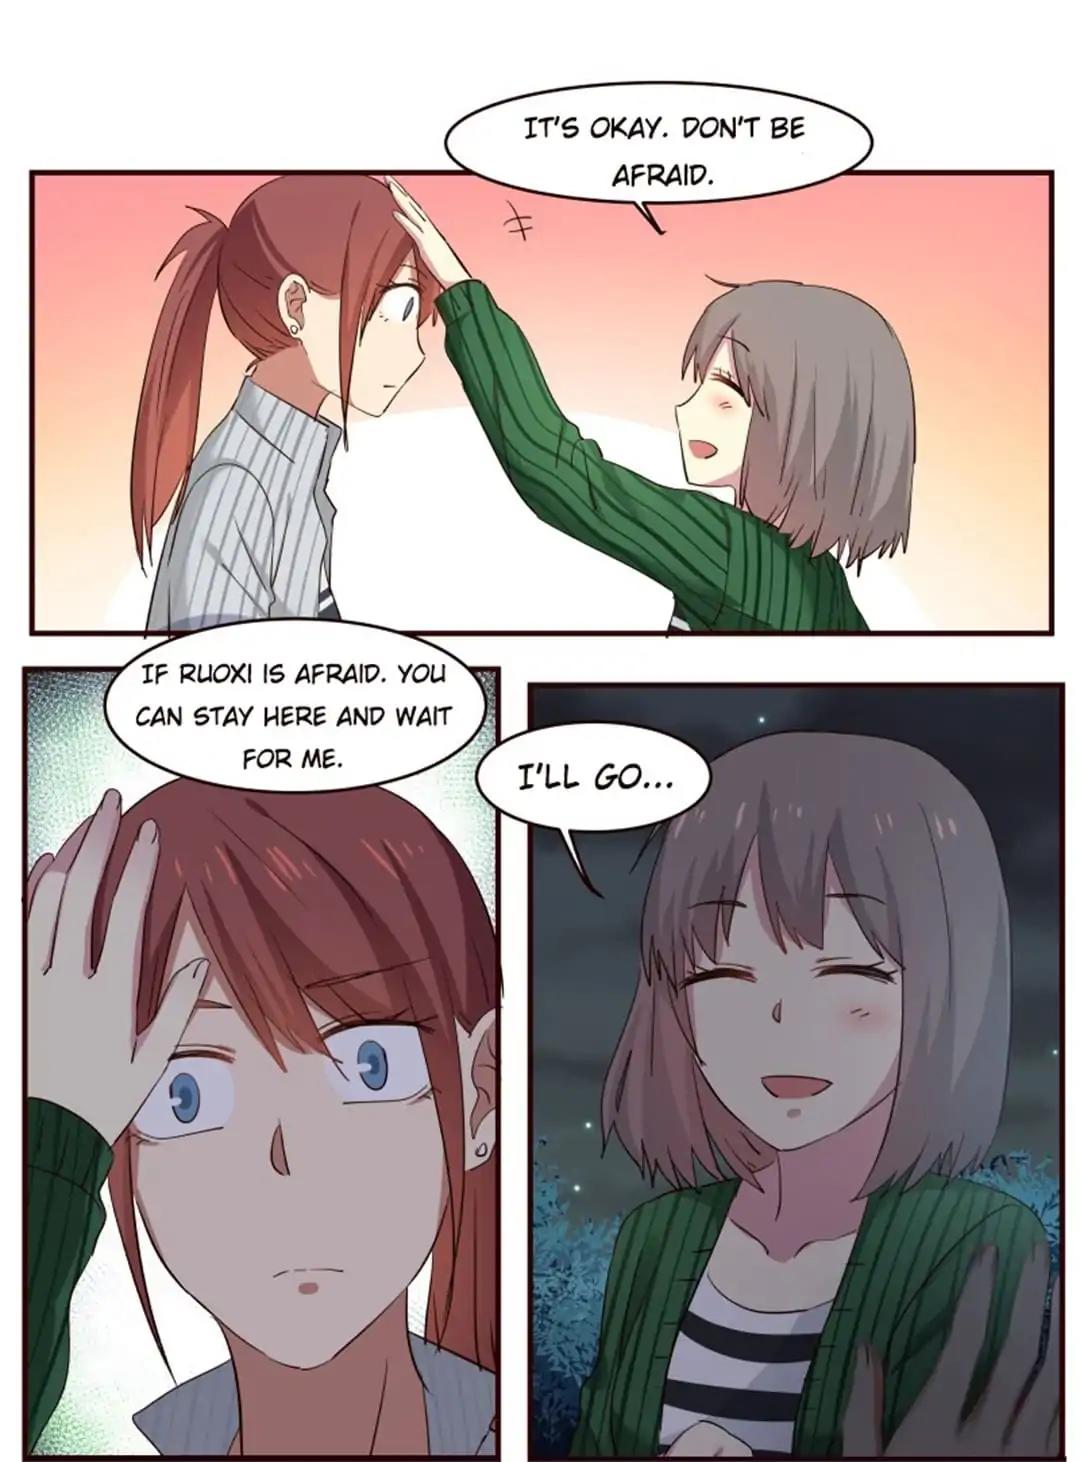 IT'S OKAY. DON'T BE
AFRAID.
IF RUOXI IS AFRAID. YOU
CAN STAY HERE AND WAIT
FOR ME.
I'LL GO...